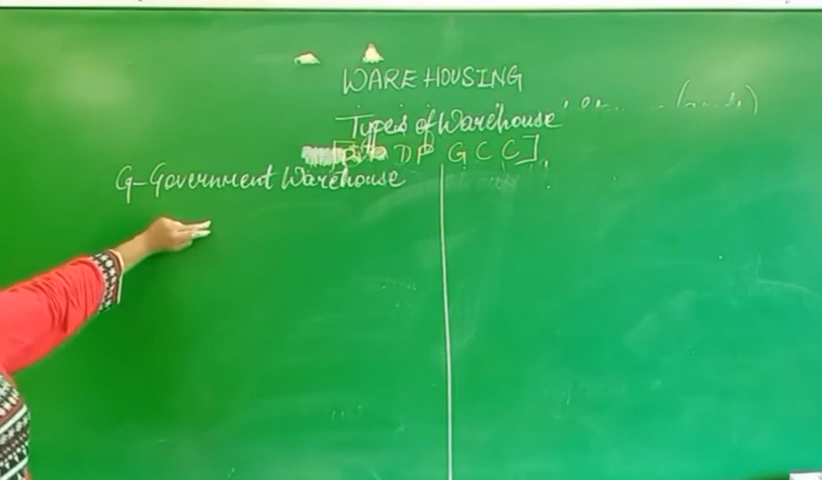 WAREHOUSING
Types of Warehouse
D P G C C]
G-Government Warehouse